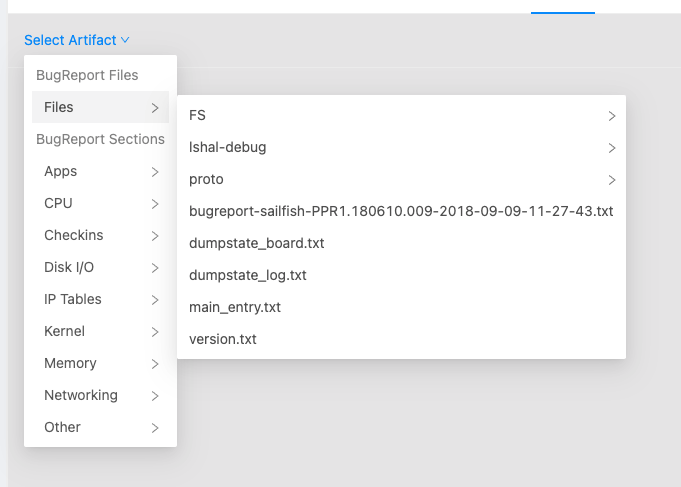 Select Artifact
BugReport Files
Files
BugReport Sections
Apps
CPU
Checkins
Disk I/O
IP Tables
Kernel
Memory
Networking
Other
FS
lshal-debug
proto
bugreport-sailfish-PPR1.180610.009-2018-09-09-11-27-43.txt
dumpstate_board.txt
dumpstate_log.txt
main_entry.txt
version.txt